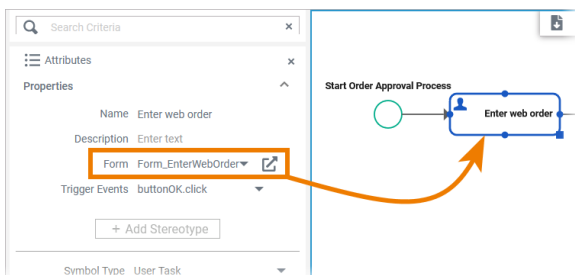 Search Criteria ×
Attributes ×
Properties
Start Order Approval Process
Name Enter web order
Enter web order
Description Enter text
Form Form_EnterWebOrder
Trigger Events buttonOK.click
+ Add Stereotype
Symbol Type User Task